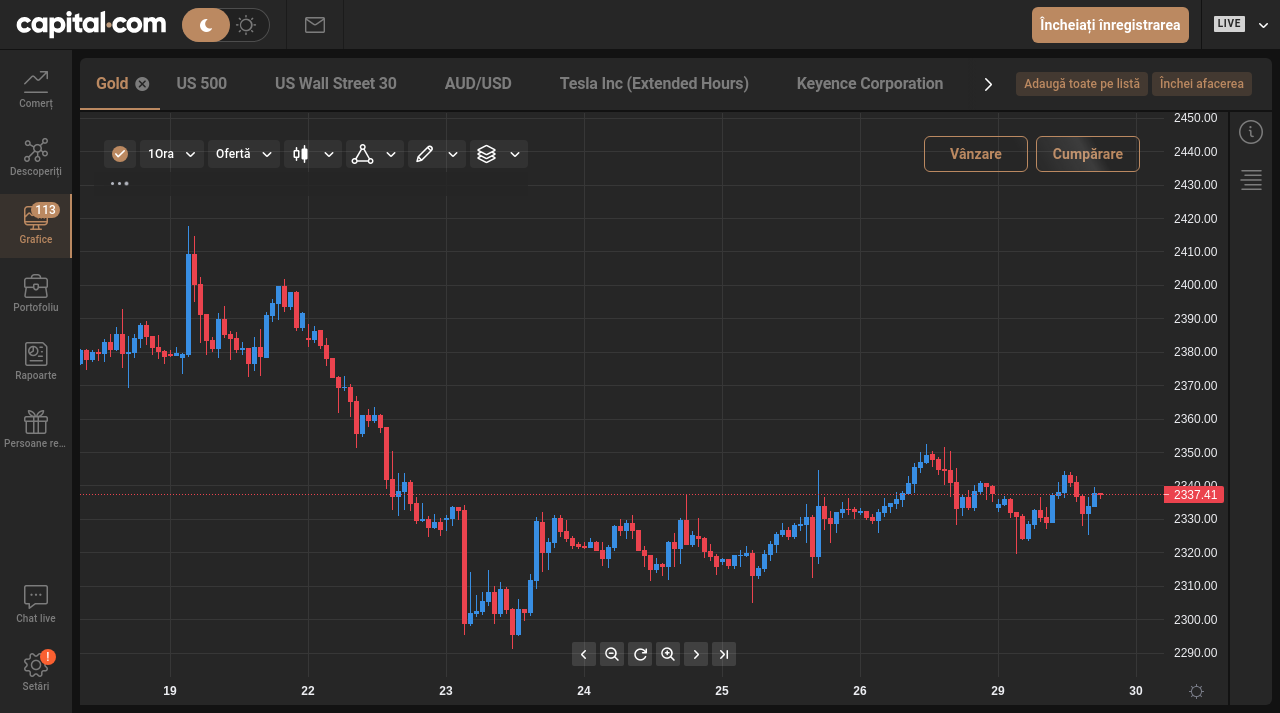 capital.com
Încheiați înregistrarea
LIVE
Comerț
Descoperiți
113
Grafice
Portofoliu
Rapoarte
Persoane re...
Chat live
!
Setări
Gold
US 500
US Wall Street 30
AUD/USD
Tesla Inc (Extended Hours)
Keyence Corporation
Adaugă toate pe listă
Închei afacerea
1Ora
Ofertă
Vânzare
Cumpărare
2450.00
2440.00
2430.00
2420.00
2410.00
2400.00
2390.00
2380.00
2370.00
2360.00
2350.00
2340.00
2337.41
2330.00
2320.00
2310.00
2300.00
2290.00
19
22
23
24
25
26
29
30